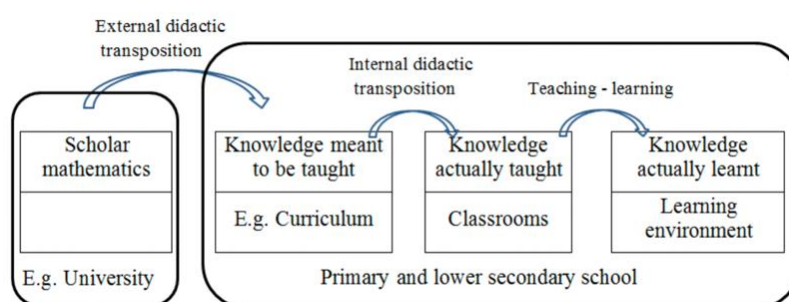 External didactic
transposition
Internal didactic
transposition
Teaching - learning
Scholar
mathematics
Knowledge meant
to be taught
Knowledge
actually taught
Knowledge
actually learnt
E.g. Curriculum
Classrooms
Learning
environment
E.g. University
Primary and lower secondary school